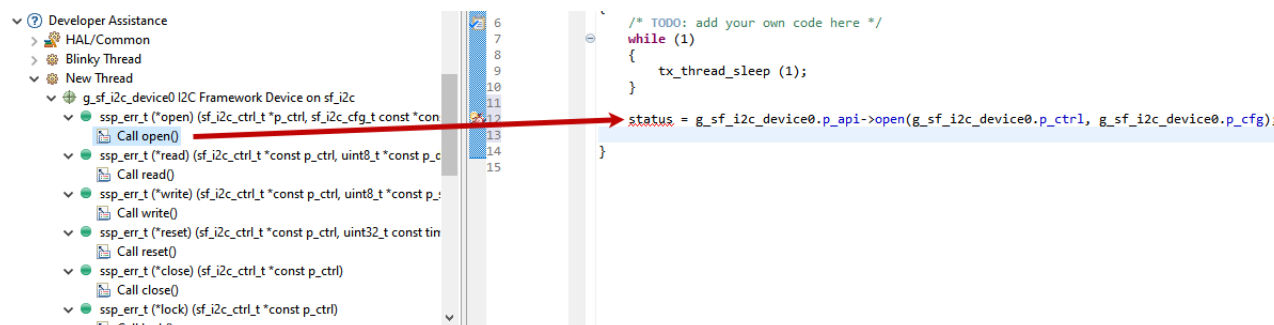 Developer Assistance
HAL/Common
Blinky Thread
New Thread
g_sf_i2c_device0 I2C Framework Device on sf_i2c
ssp_err_t (*open) (sf_i2c_ctrl_t *p_ctrl, sf_i2c_cfg_t const *con
Call open()
ssp_err_t (*read) (sf_i2c_ctrl_t *const p_ctrl, uint8_t *const p_d
Call read()
ssp_err_t (*write) (sf_i2c_ctrl_t *const p_ctrl, uint8_t *const p_s
Call write()
ssp_err_t (*reset) (sf_i2c_ctrl_t *const p_ctrl, uint32_t const tim
Call reset()
ssp_err_t (*close) (sf_i2c_ctrl_t *const p_ctrl)
Call close()
ssp_err_t (*lock) (sf_i2c_ctrl_t *const p_ctrl)
6 /* TODO: add your own code here */
7 while (1)
8 {
9 tx_thread_sleep (1);
10 }
11
12 status = g_sf_i2c_device0.p_api->open(g_sf_i2c_device0.p_ctrl, g_sf_i2c_device0.p_cfg);
13
14 }
15